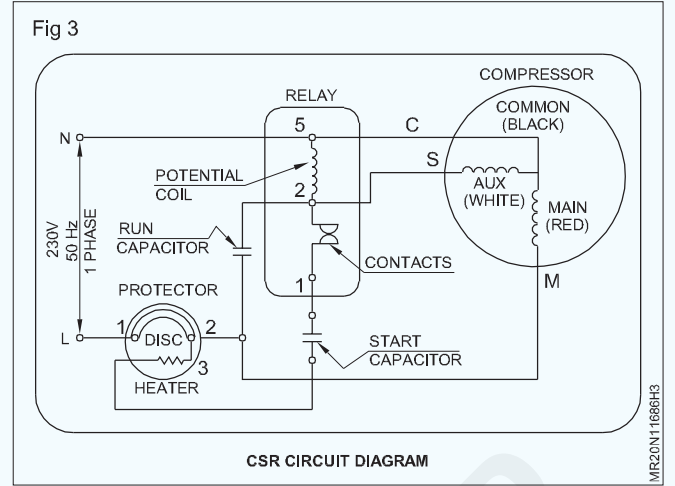 Fig 3
COMPRESSOR
RELAY
COMMON
(BLACK)
5
C
N
S
POTENTIAL
COIL
2
AUX
(WHITE)
MAIN
(RED)
230V
50 Hz
1 PHASE
RUN
CAPACITOR
CONTACTS
1
M
PROTECTOR
L
1
DISC
2
3
HEATER
START
CAPACITOR
CSR CIRCUIT DIAGRAM
MR20N11686H3